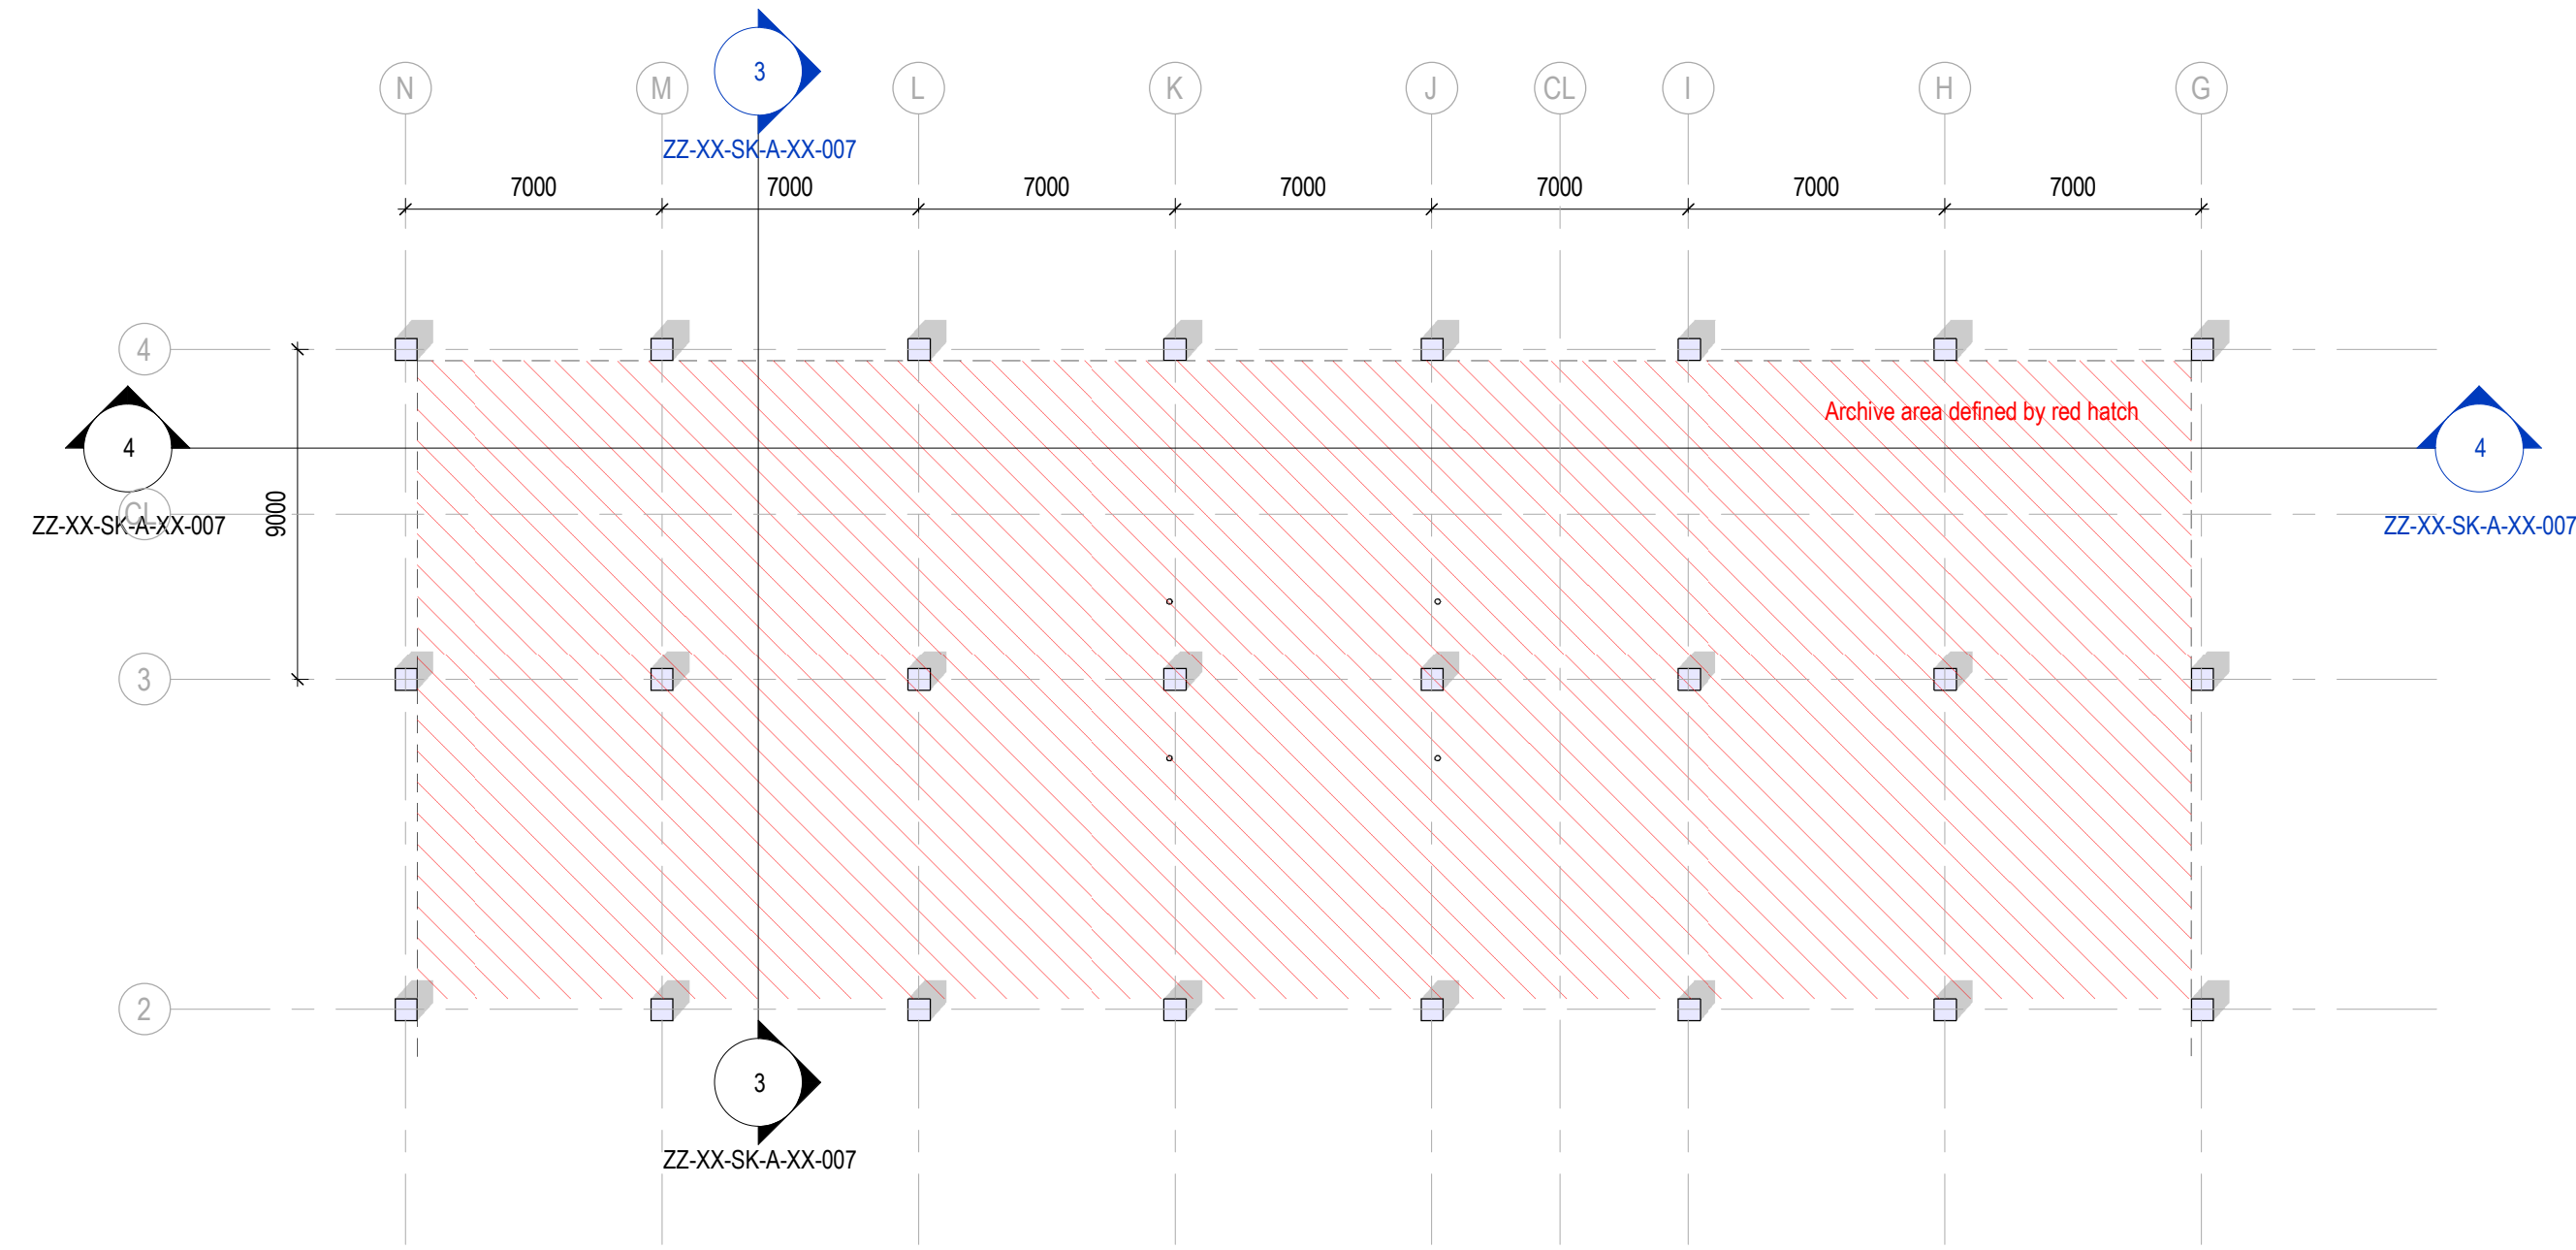 3
N
M
L
K
J
CL
I
H
G
ZZ-XX-SK-A-XX-007
7000
7000
7000
7000
7000
7000
7000
4
Archive area defined by red hatch
4
4
9000
CL
ZZ-XX-SK-A-XX-007
ZZ-XX-SK-A-XX-007
3
2
3
ZZ-XX-SK-A-XX-007